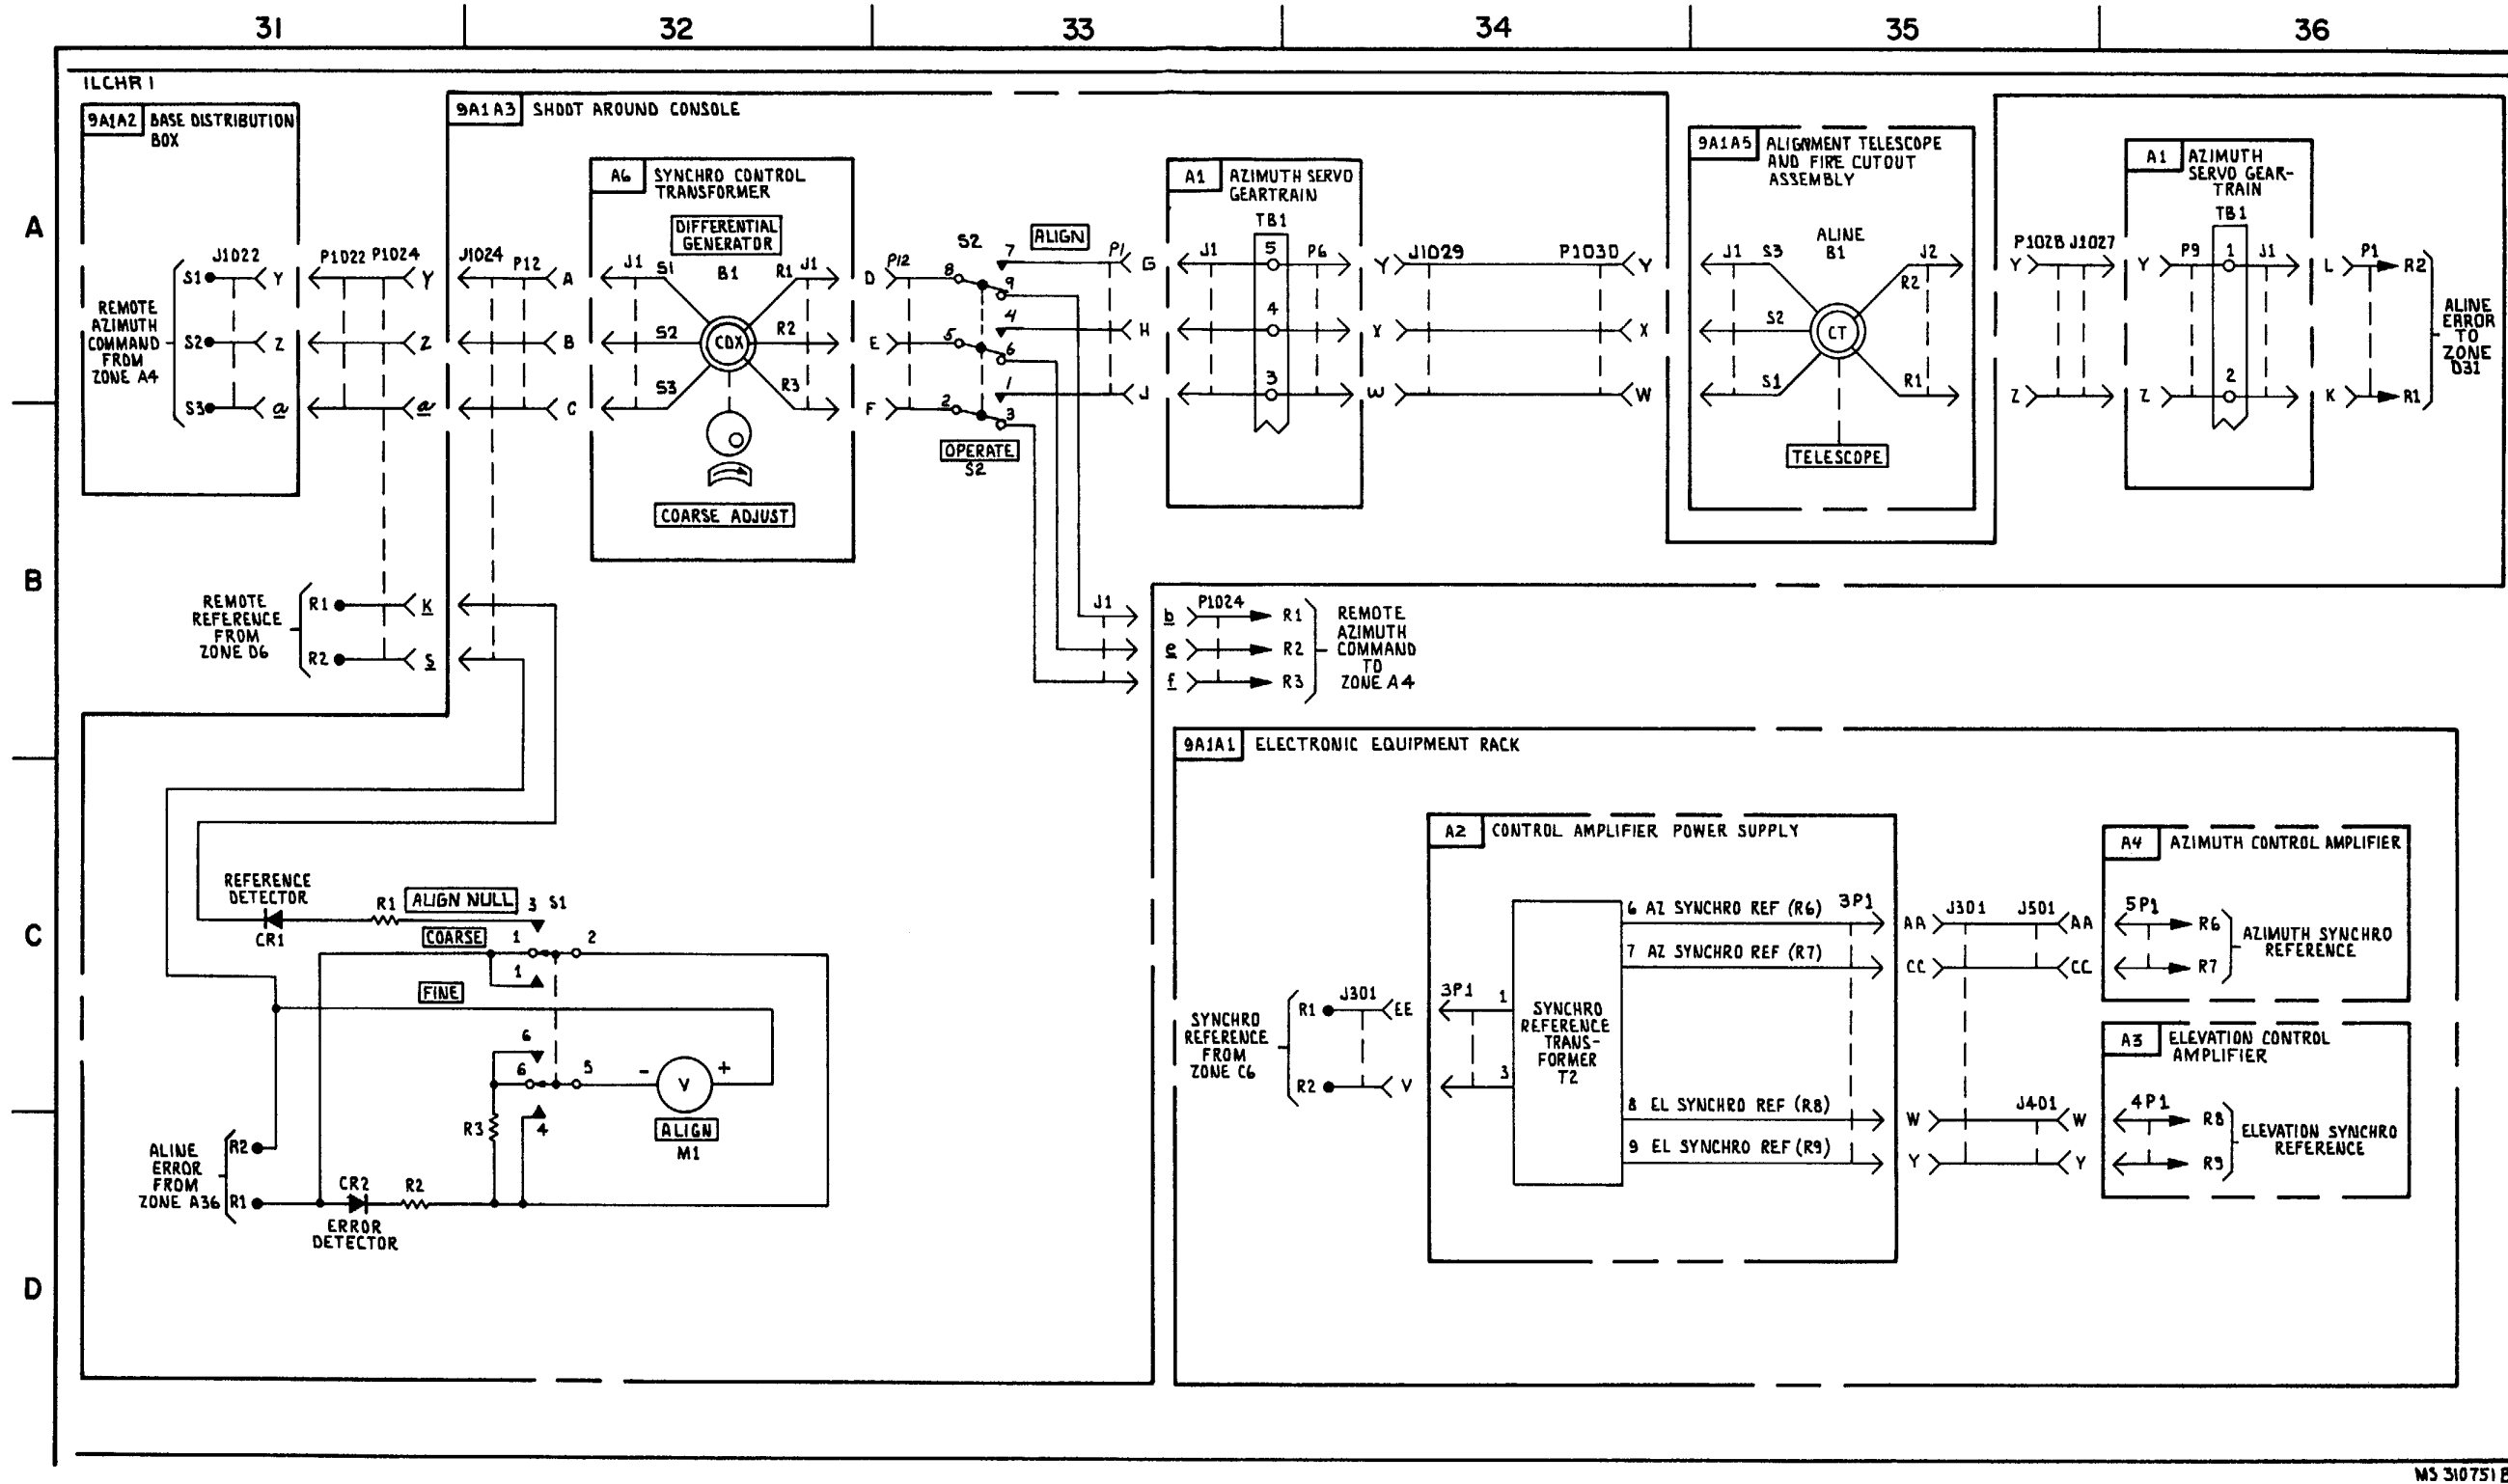 31 32 33 34 35 36
ILCHR 1
9A1A2 BASE DISTRIBUTION
BOX
9A1A3 SHOOT AROUND CONSOLE
A6 SYNCHRO CONTROL
TRANSFORMER
DIFFERENTIAL
GENERATOR
A1 AZIMUTH SERVO
GEARTRAIN
9A1A5 ALIGNMENT TELESCOPE
AND FIRE CUTOUT
ASSEMBLY
A1 AZIMUTH
SERVO GEAR-
TRAIN
A
REMOTE
AZIMUTH
COMMAND
FROM
ZONE A4
J1022 P1022 P1024 J1024 P12 J1 B1 J1 P12 S2 ALIGN P1 J1 TB1 P6 J1029 P1030 J1 ALINE B1 J2 P1028 J1027 P9 TB1 J1 P1
S1 Y Y A S1 R1 D 8 7 9 G 5 Y Y S3 R2 Y Y 1 L R2
S2 Z Z B S2 CDX R2 E 5 4 6 H 4 X X S2 CT
S3 a a C S3 R3 F 2 1 3 J 3 W W S1 R1 Z Z 2 K R1
ALINE
ERROR
TO
ZONE
D31
OPERATE
S2
TELESCOPE
COARSE ADJUST
B
REMOTE
REFERENCE
FROM
ZONE D6
R1 K
R2 S
J1 P1024
b R1
e R2
f R3
REMOTE
AZIMUTH
COMMAND
TO
ZONE A4
9A1A1 ELECTRONIC EQUIPMENT RACK
A2 CONTROL AMPLIFIER POWER SUPPLY
A4 AZIMUTH CONTROL AMPLIFIER
C
REFERENCE
DETECTOR
CR1
R1 ALIGN NULL 3 S1
COARSE 1 2
1
FINE
6
6 5 - V +
R3 4 ALIGN
M1
SYNCHRO
REFERENCE
FROM
ZONE C6
R1 J301 EE 3P1 1
R2 V 3
SYNCHRO
REFERENCE
TRANS-
FORMER
T2
6 AZ SYNCHRO REF (R6) 3P1 AA J301 J501 AA 5P1 R6
7 AZ SYNCHRO REF (R7) CC CC R7
AZIMUTH SYNCHRO
REFERENCE
A3 ELEVATION CONTROL
AMPLIFIER
8 EL SYNCHRO REF (R8) W J401 W 4P1 R8
9 EL SYNCHRO REF (R9) Y Y R9
ELEVATION SYNCHRO
REFERENCE
D
ALINE
ERROR
FROM
ZONE A36
R2
R1
CR2 R2
ERROR
DETECTOR
MS 310751 B